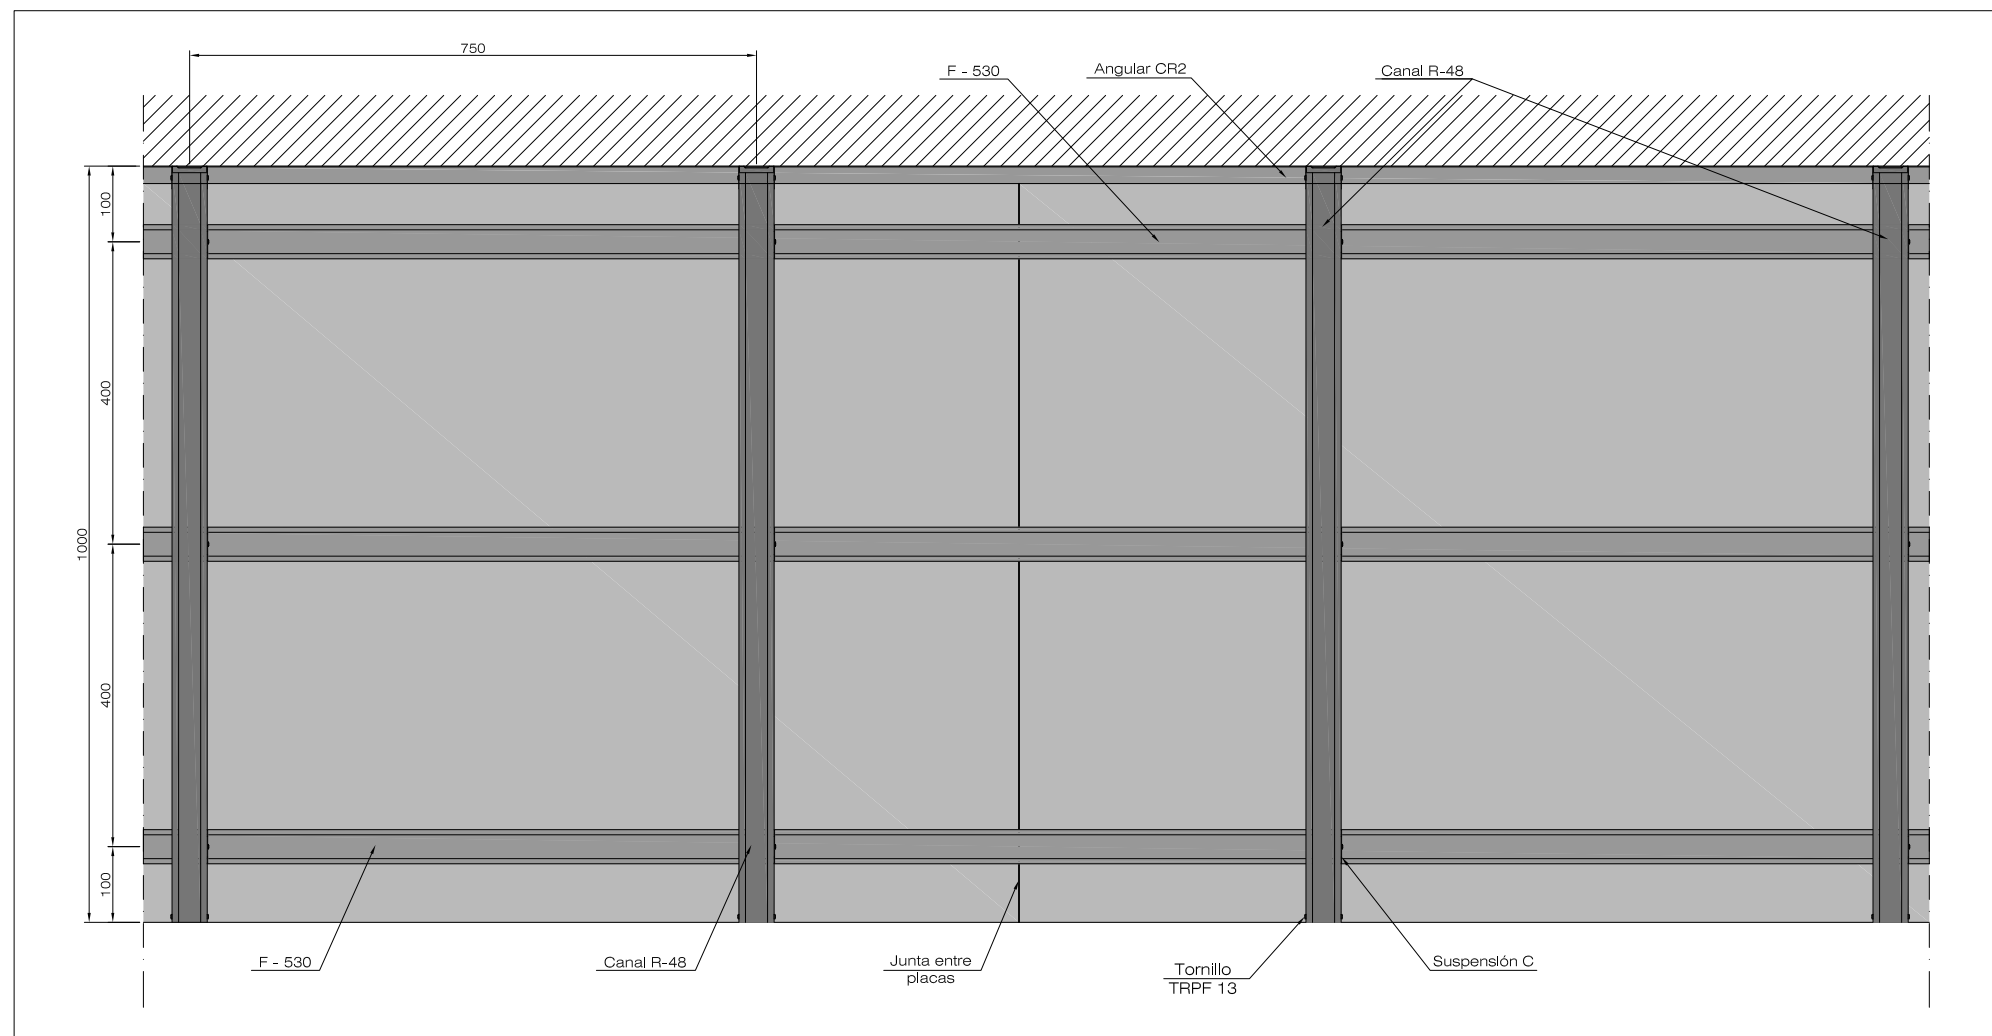 750
F - 530
Angular CR2
Canal R-48
100
400
1000
400
100
F - 530
Canal R-48
Junta entre
placas
Tornillo
TRPF 13
Suspensión C